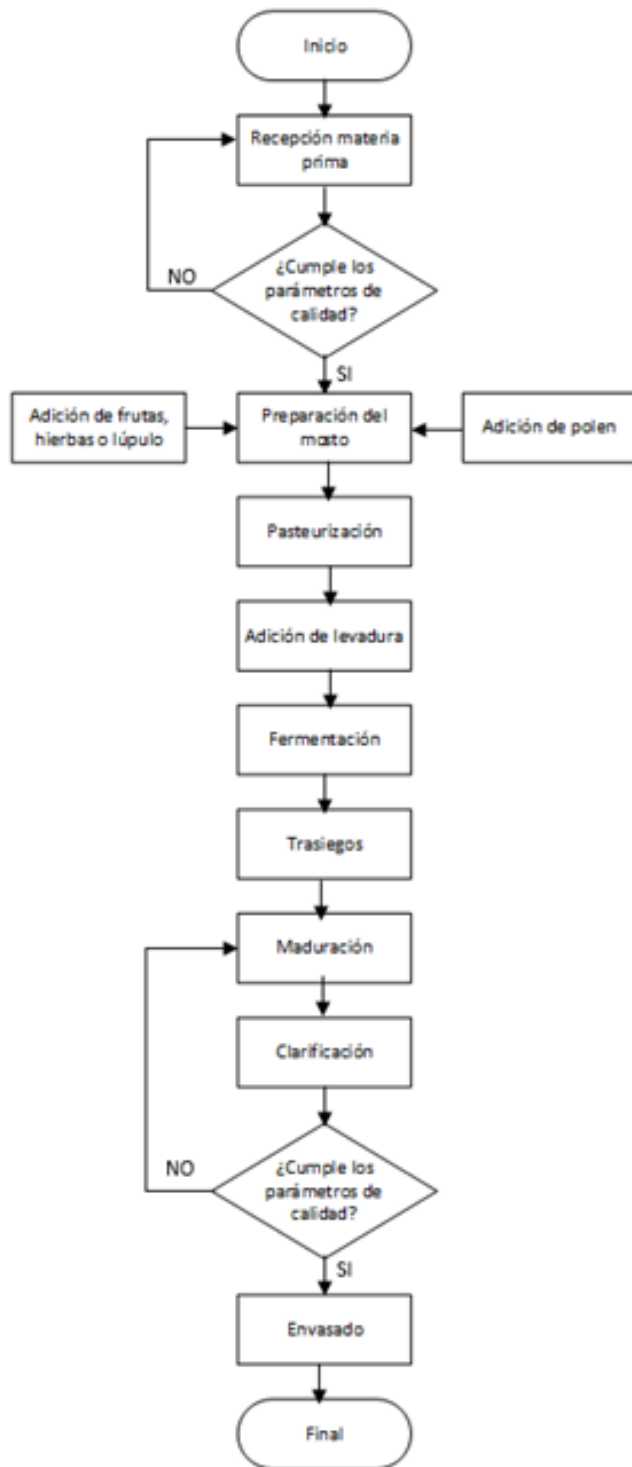 Inicio
Recepción materia
prima
¿Cumple los
parámetros de
calidad?
NO
SI
Adición de frutas,
hierbas o lúpulo
Preparación del
mosto
Adición de polen
Pasteurización
Adición de levadura
Fermentación
Trasiegos
Maduración
Clarificación
¿Cumple los
parámetros de
calidad?
NO
SI
Envasado
Final